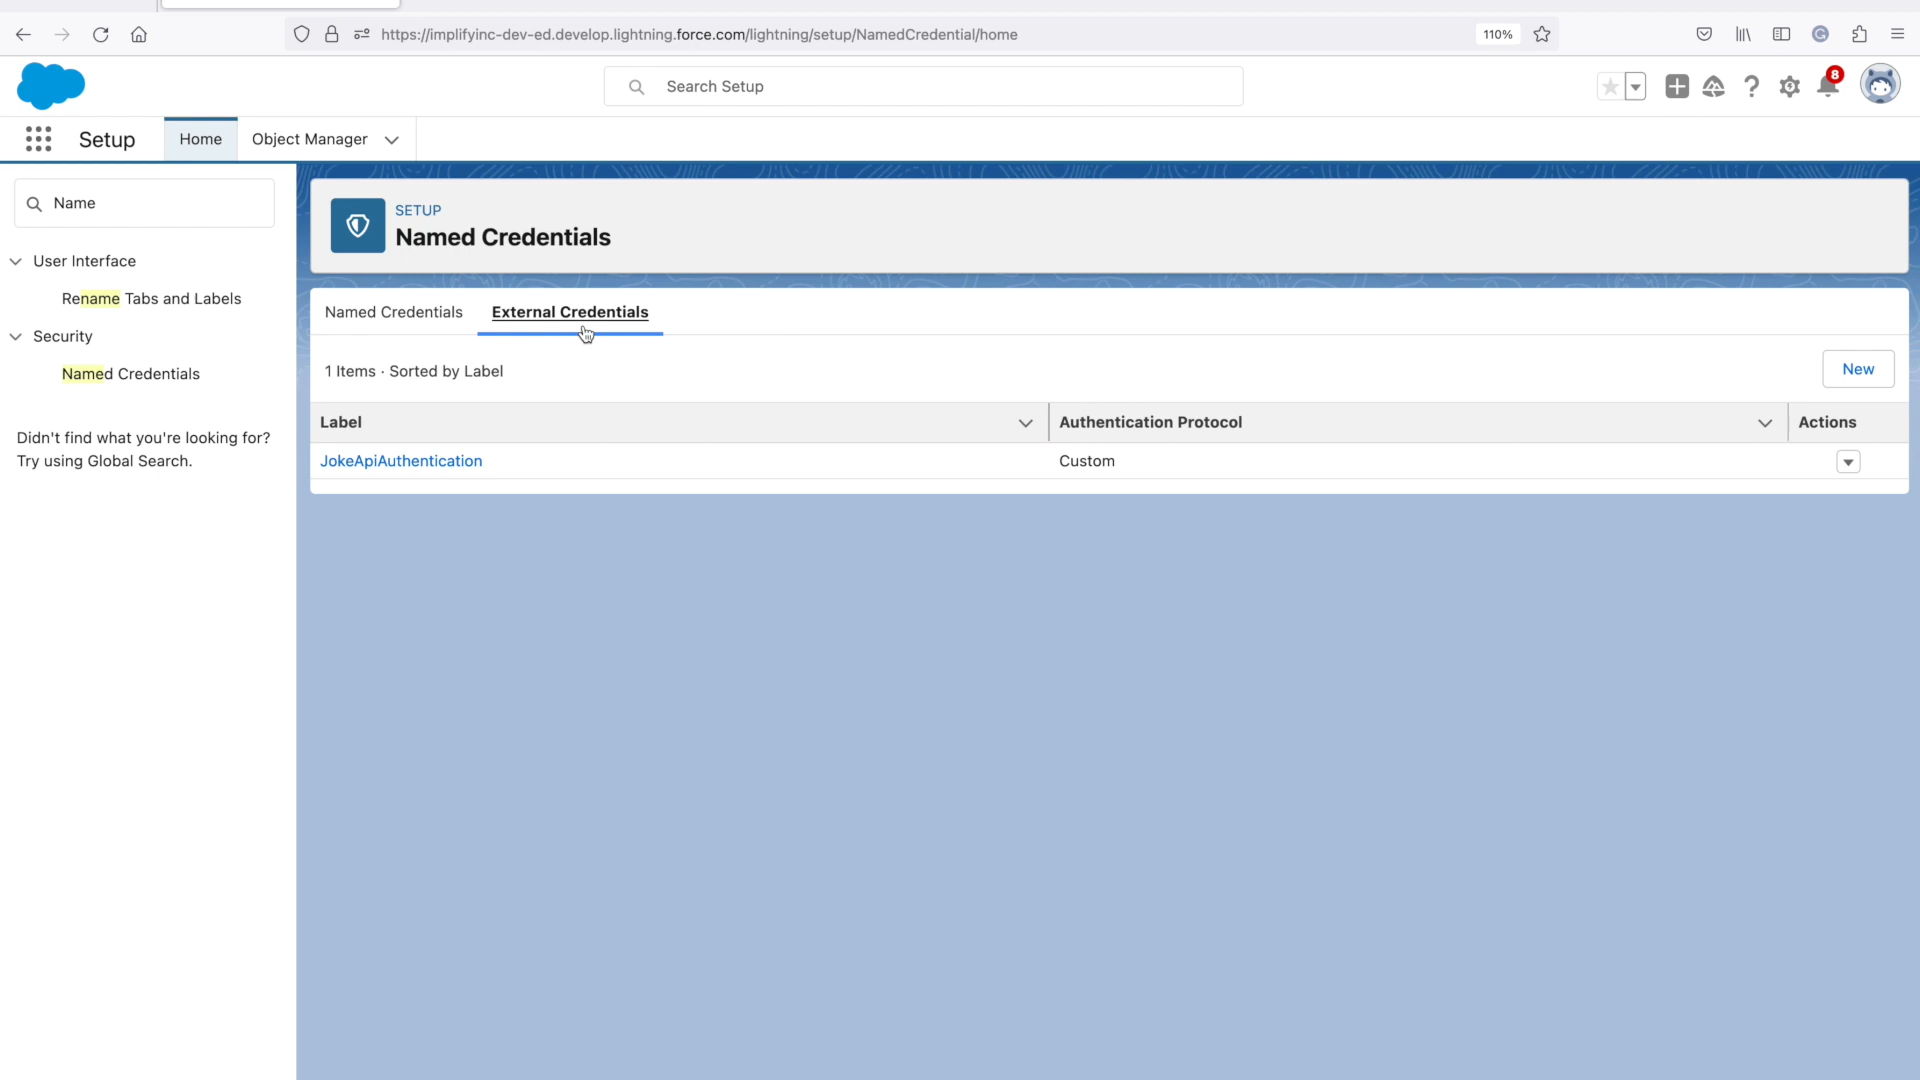 https://implifyinc-dev-ed.develop.lightning.force.com/lightning/setup/NamedCredential/home
110%
Search Setup
8
Setup
Home
Object Manager
Name
User Interface
Rename Tabs and Labels
Security
Named Credentials
Didn't find what you're looking for?
Try using Global Search.
SETUP
Named Credentials
Named Credentials
External Credentials
1 Items · Sorted by Label
New
Label
Authentication Protocol
Actions
JokeApiAuthentication
Custom